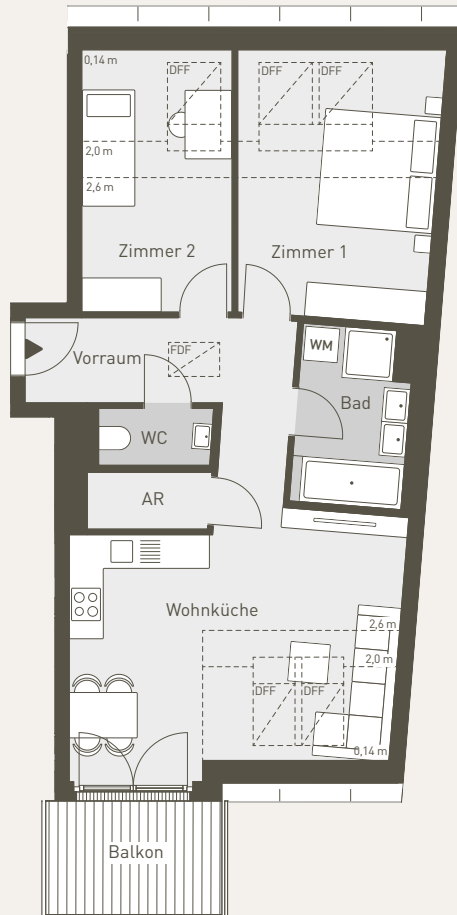 0,14 m
DFF
DFF
DFF
2,0 m
2,6 m
Zimmer 2
Zimmer 1
Vorraum
FDF
WM
Bad
WC
AR
Wohnküche
2,6 m
2,0 m
DFF
DFF
0,14 m
Balkon